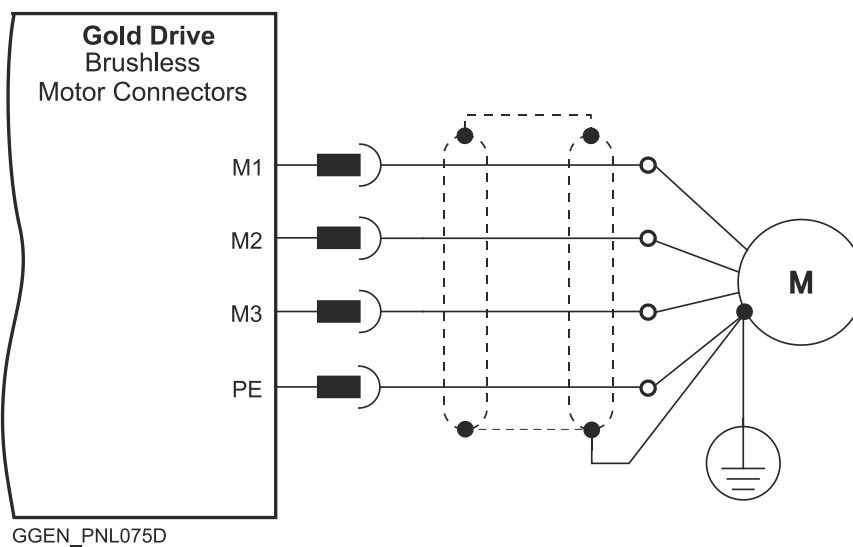 Gold Drive
Brushless
Motor Connectors
M1
M2
M3
PE
M
GGEN_PNL075D